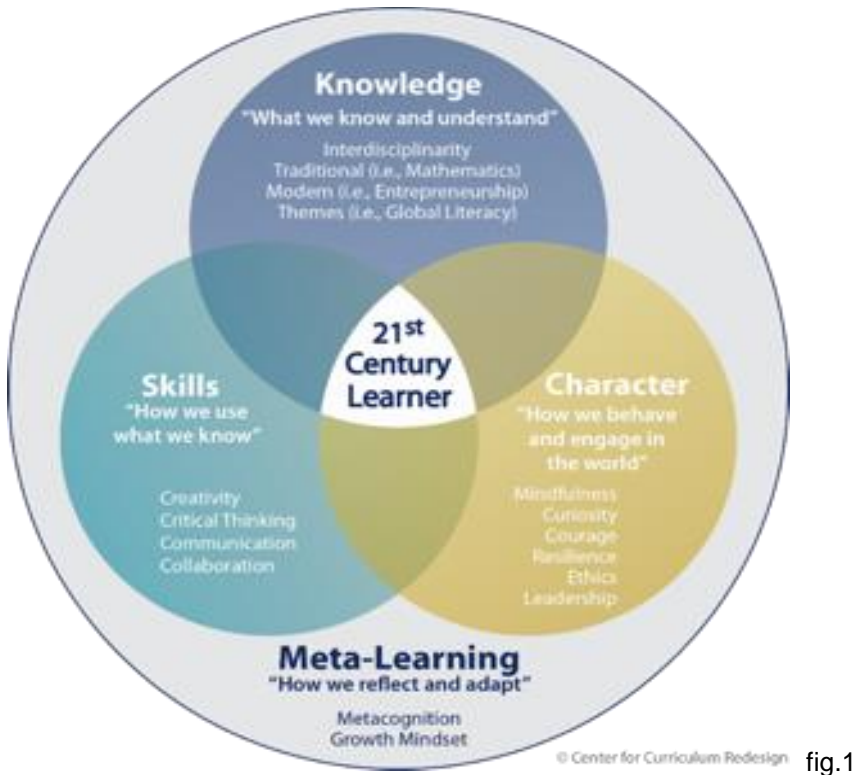 Knowledge
"What we know and understand"
Interdisciplinarity
Traditional (i.e., Mathematics)
Modern (i.e., Entrepreneurship)
Themes (i.e., Global Literacy)
21st
Century
Learner
Skills
"How we use
what we know"
Creativity
Critical Thinking
Communication
Collaboration
Character
"How we behave
and engage in
the world"
Mindfulness
Curiosity
Courage
Resilience
Ethics
Leadership
Meta-Learning
"How we reflect and adapt"
Metacognition
Growth Mindset
© Center for Curriculum Redesign
fig.1